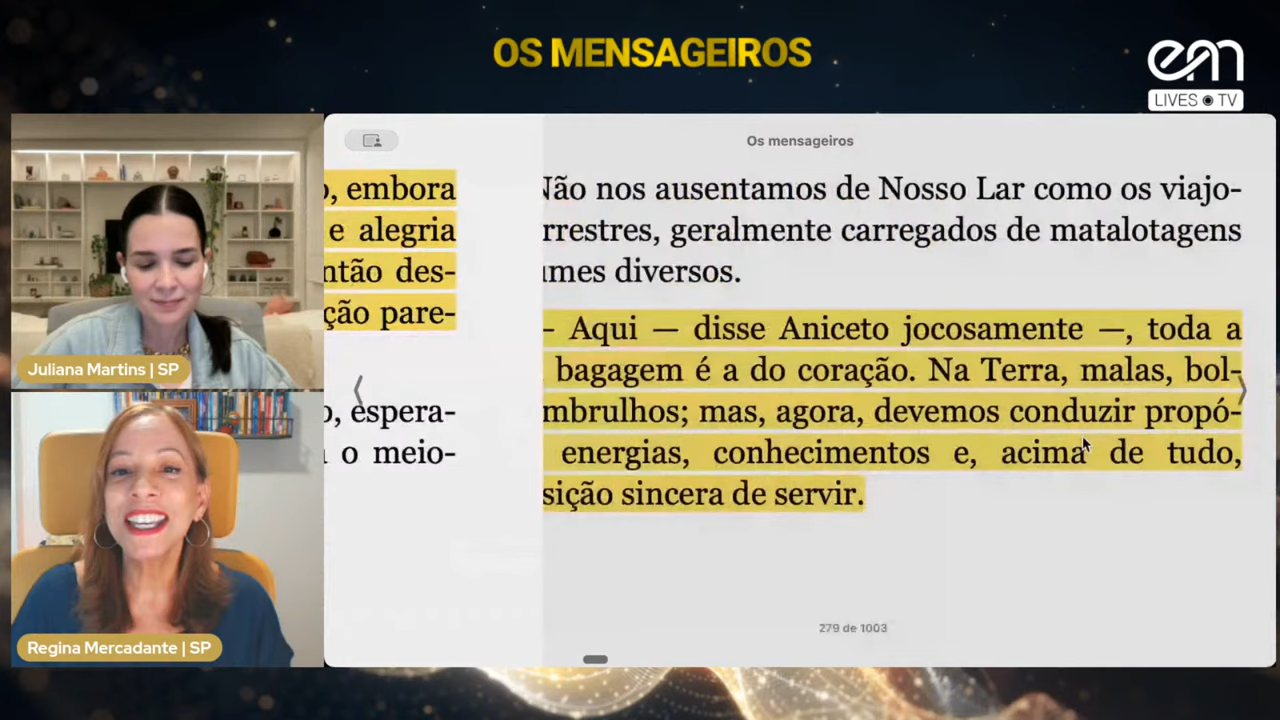 OS MENSAGEIROS
em
LIVES TV
Os mensageiros
embora
e alegria
des-
pare-
espera-
o meio-
Não nos ausentamos de Nosso Lar como os viajo-
rrestres, geralmente carregados de matalotagens
umes diversos.
— Aqui — disse Aniceto jocosamente —, toda a
bagagem é a do coração. Na Terra, malas, bol-
mbrulhos; mas, agora, devemos conduzir propó-
energias, conhecimentos e, acima de tudo,
sição sincera de servir.
279 de 1003
Juliana Martins | SP
Regina Mercadante | SP